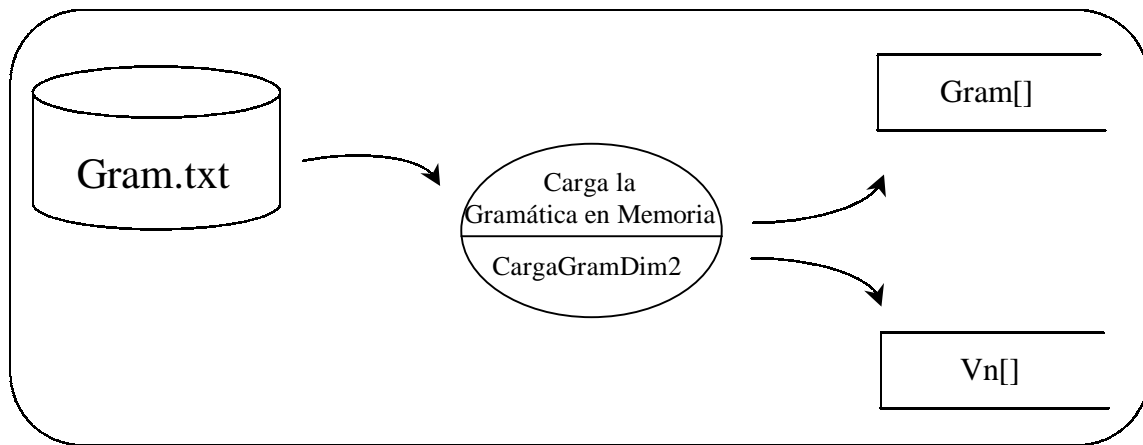 Gram.txt
Carga la
Gramática en Memoria
CargaGramDim2
Gram[]
Vn[]